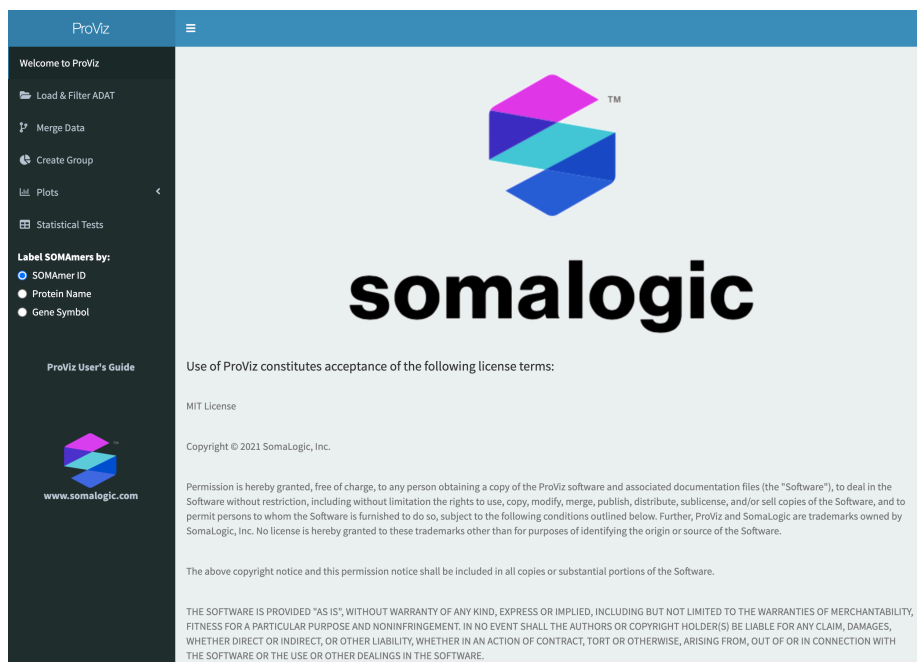 ProViz
Welcome to ProViz
Load & Filter ADAT
Merge Data
Create Group
Plots
Statistical Tests
Label SOMAmers by:
SOMAmer ID
Protein Name
Gene Symbol
ProViz User's Guide
TM
www.somalogic.com
TM
somalogic
Use of ProViz constitutes acceptance of the following license terms:
MIT License
Copyright © 2021 SomaLogic, Inc.
Permission is hereby granted, free of charge, to any person obtaining a copy of the ProViz software and associated documentation files (the "Software"), to deal in the
Software without restriction, including without limitation the rights to use, copy, modify, merge, publish, distribute, sublicense, and/or sell copies of the Software, and to
permit persons to whom the Software is furnished to do so, subject to the following conditions outlined below. Further, ProViz and SomaLogic are trademarks owned by
SomaLogic, Inc. No license is hereby granted to these trademarks other than for purposes of identifying the origin or source of the Software.
The above copyright notice and this permission notice shall be included in all copies or substantial portions of the Software.
THE SOFTWARE IS PROVIDED "AS IS", WITHOUT WARRANTY OF ANY KIND, EXPRESS OR IMPLIED, INCLUDING BUT NOT LIMITED TO THE WARRANTIES OF MERCHANTABILITY,
FITNESS FOR A PARTICULAR PURPOSE AND NONINFRINGEMENT. IN NO EVENT SHALL THE AUTHORS OR COPYRIGHT HOLDER(S) BE LIABLE FOR ANY CLAIM, DAMAGES,
WHETHER DIRECT OR INDIRECT, OR OTHER LIABILITY, WHETHER IN AN ACTION OF CONTRACT, TORT OR OTHERWISE, ARISING FROM, OUT OF OR IN CONNECTION WITH
THE SOFTWARE OR THE USE OR OTHER DEALINGS IN THE SOFTWARE.